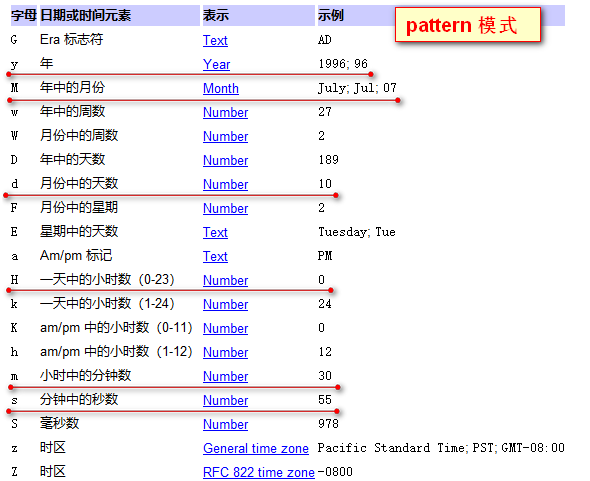 字母 日期或时间元素 表示 示例
pattern 模式
G Era 标志符 Text AD
y 年 Year 1996; 96
M 年中的月份 Month July; Jul; 07
w 年中的周数 Number 27
W 月份中的周数 Number 2
D 年中的天数 Number 189
d 月份中的天数 Number 10
F 月份中的星期 Number 2
E 星期中的天数 Text Tuesday; Tue
a Am/pm 标记 Text PM
H 一天中的小时数（0-23） Number 0
k 一天中的小时数（1-24） Number 24
K am/pm 中的小时数（0-11） Number 0
h am/pm 中的小时数（1-12） Number 12
m 小时中的分钟数 Number 30
s 分钟中的秒数 Number 55
S 毫秒数 Number 978
z 时区 General time zone Pacific Standard Time; PST; GMT-08:00
Z 时区 RFC 822 time zone -0800